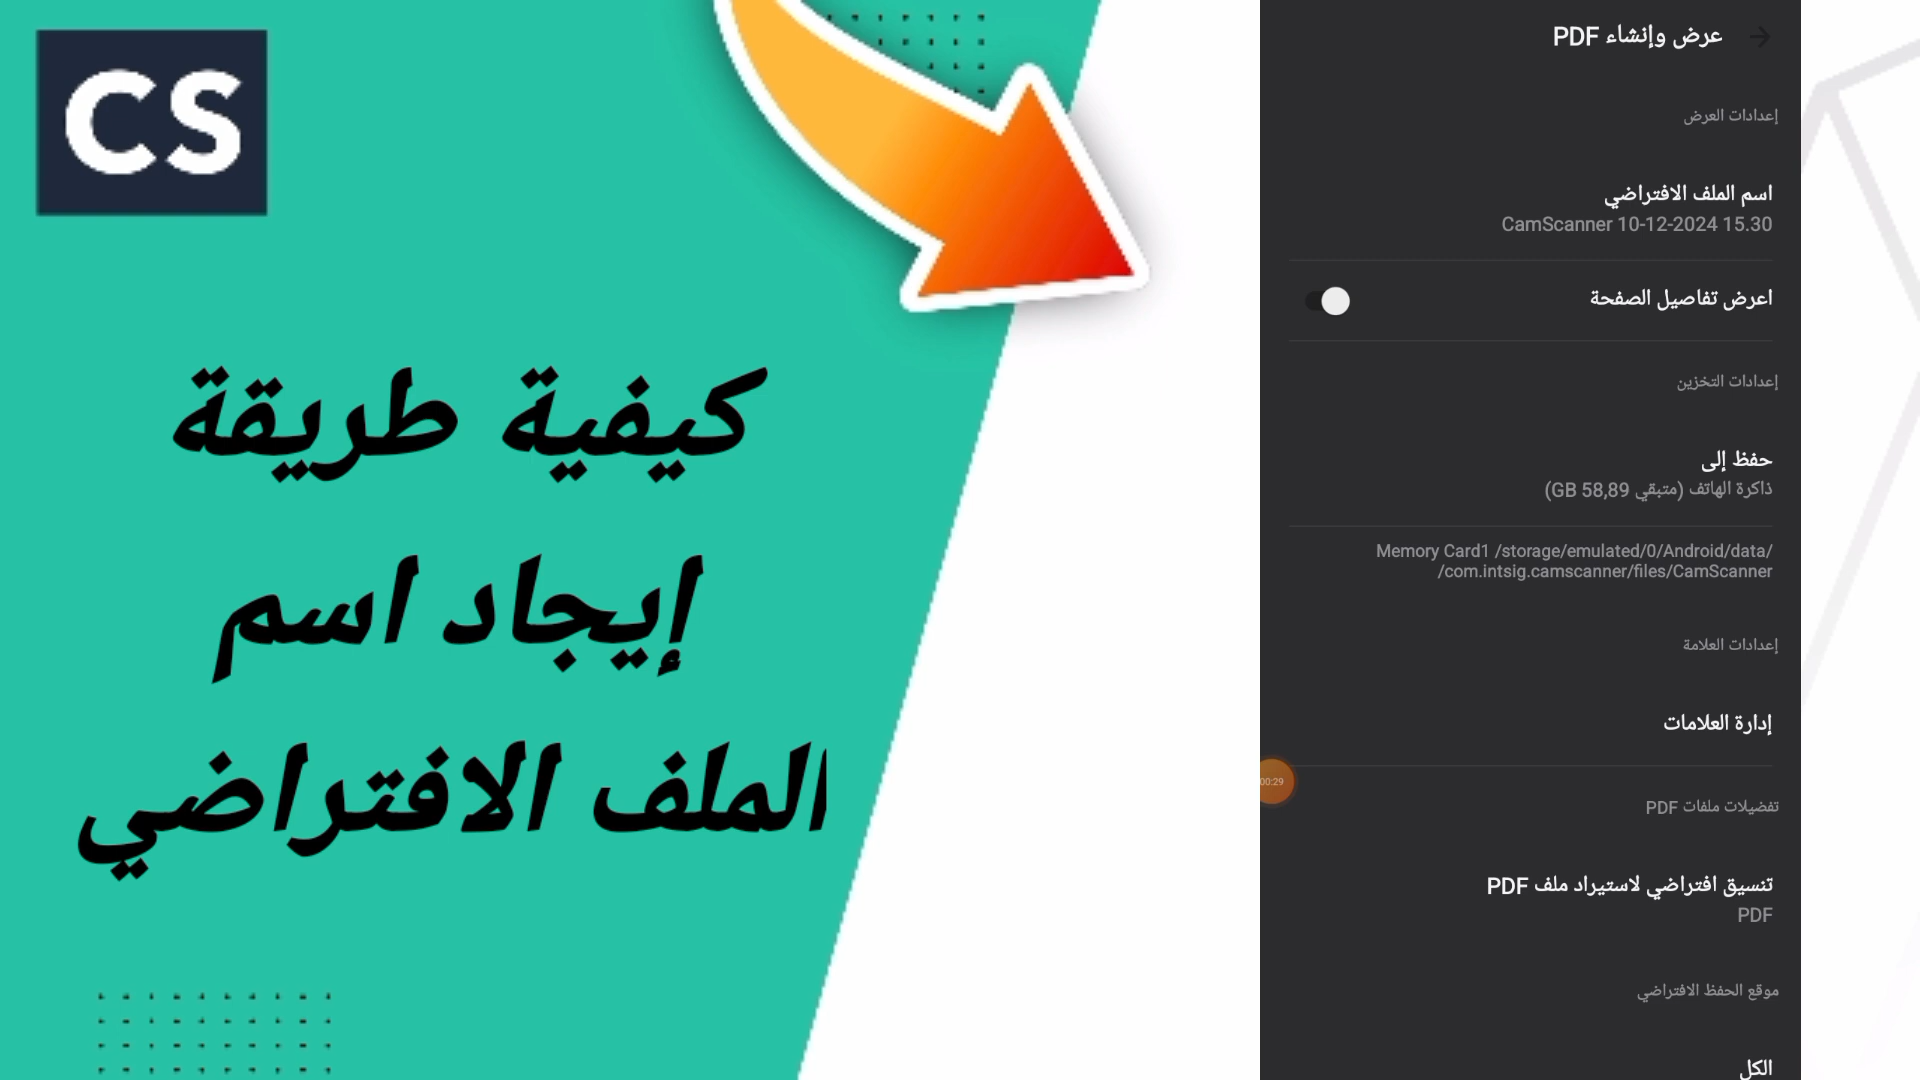 CS
كيفية طريقة
إيجاد اسم
الملف الافتراضي
عرض وإنشاء PDF
إعدادات العرض
اسم الملف الافتراضي
CamScanner 10-12-2024 15.30
اعرض تفاصيل الصفحة
إعدادات التخزين
حفظ إلى
ذاكرة الهاتف (متبقي 58,89 GB)
Memory Card1 /storage/emulated/0/Android/data/
/com.intsig.camscanner/files/CamScanner
إعدادات العلامة
إدارة العلامات
00:29
تفضيلات ملفات PDF
تنسيق افتراضي لاستيراد ملف PDF
PDF
موقع الحفظ الافتراضي
الكل